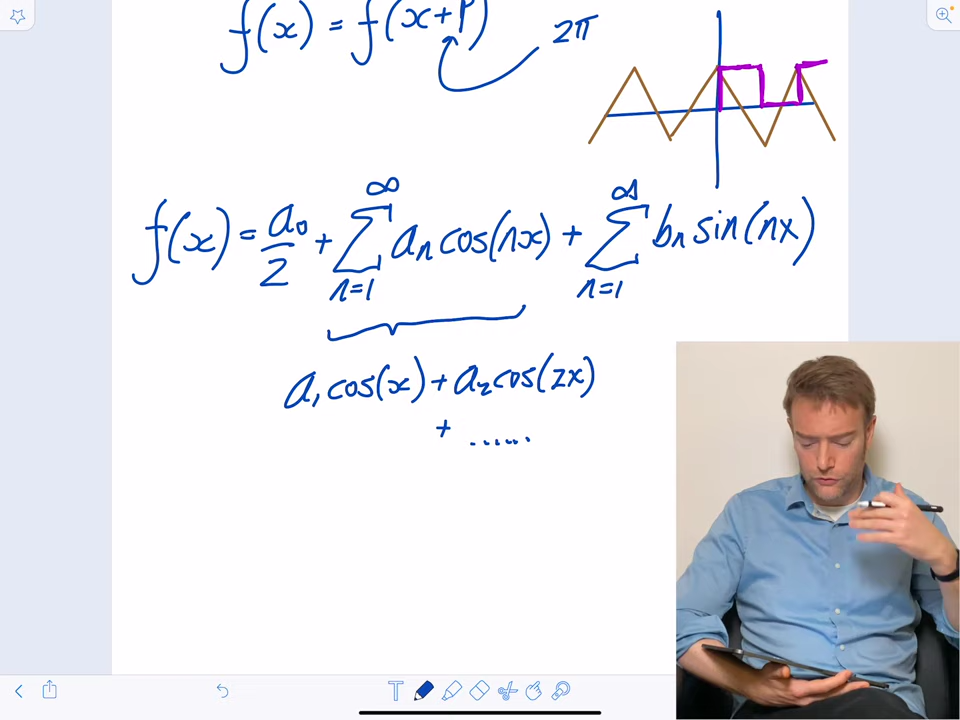 f(x) = f(x+P)
2π
f(x) = a₀/2 + ∑_{n=1}^{∞} aₙ cos(nx) + ∑_{n=1}^{∞} bₙ sin(nx)
a₁ cos(x) + a₂ cos(2x)
+ ......
T